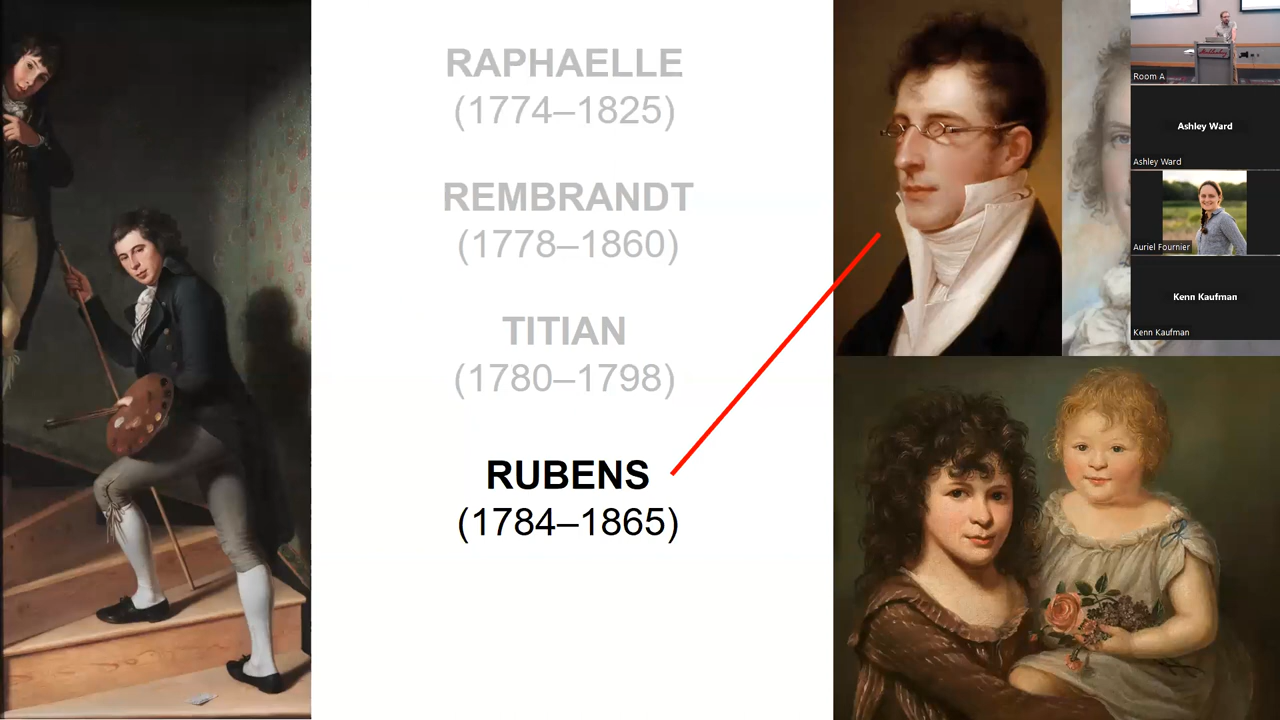 RAPHAELLE
(1774–1825)
REMBRANDT
(1778–1860)
TITIAN
(1780–1798)
RUBENS
(1784–1865)
Room A
Ashley Ward
Ashley Ward
Auriel Fournier
Kenn Kaufman
Kenn Kaufman